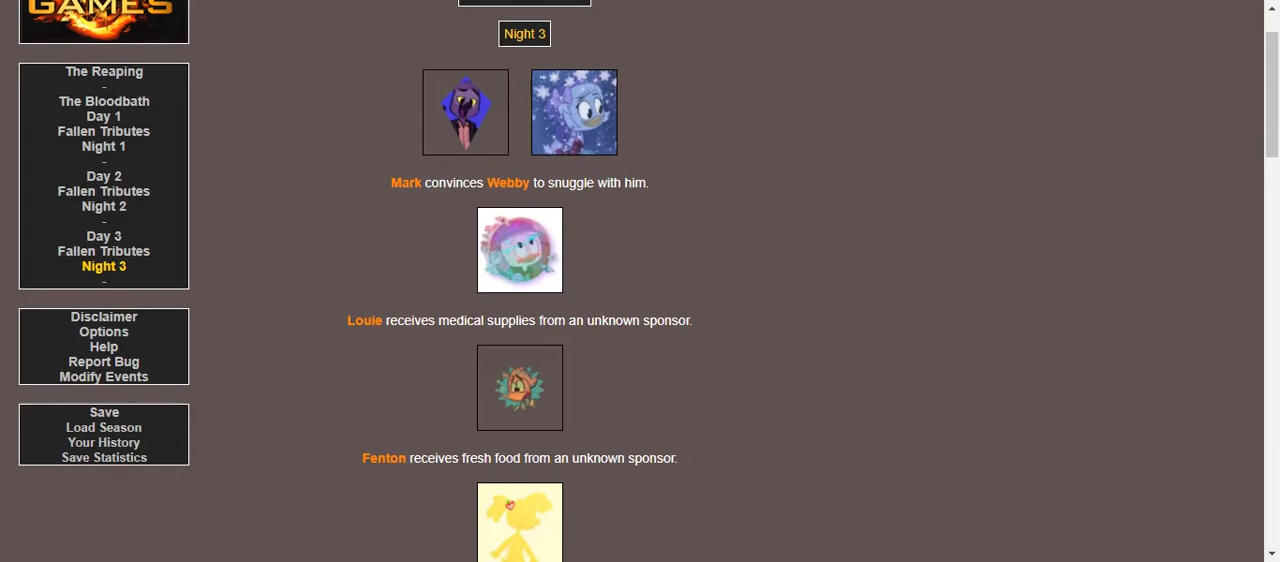 GAMES
The Reaping
-
The Bloodbath
Day 1
Fallen Tributes
Night 1
-
Day 2
Fallen Tributes
Night 2
-
Day 3
Fallen Tributes
Night 3
-
Disclaimer
Options
Help
Report Bug
Modify Events
Save
Load Season
Your History
Save Statistics
Night 3
Mark convinces Webby to snuggle with him.
Louie receives medical supplies from an unknown sponsor.
Fenton receives fresh food from an unknown sponsor.